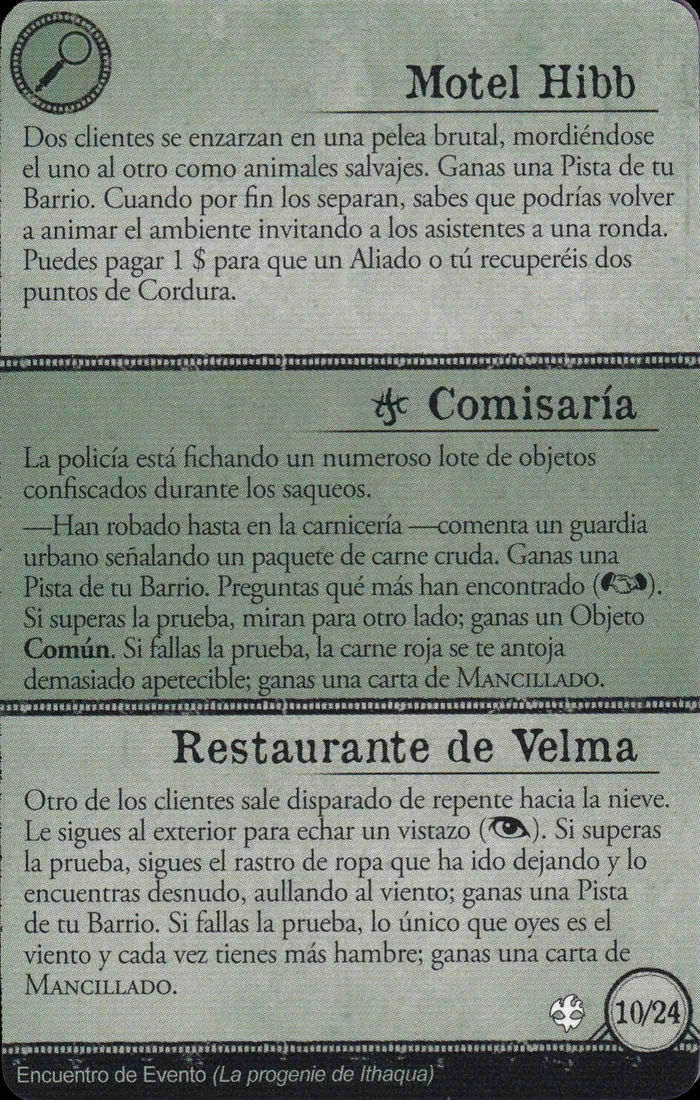 Motel Hibb
Dos clientes se enzarzan en una pelea brutal, mordiéndose
el uno al otro como animales salvajes. Ganas una Pista de tu
Barrio. Cuando por fin los separan, sabes que podrías volver
a animar el ambiente invitando a los asistentes a una ronda.
Puedes pagar 1 $ para que un Aliado o tú recuperéis dos
puntos de Cordura.
Comisaría
La policía está fichando un numeroso lote de objetos
confiscados durante los saqueos.
—Han robado hasta en la carnicería —comenta un guardia
urbano señalando un paquete de carne cruda. Ganas una
Pista de tu Barrio. Preguntas qué más han encontrado ( ).
Si superas la prueba, miran para otro lado; ganas un Objeto
Común. Si fallas la prueba, la carne roja se te antoja
demasiado apetecible; ganas una carta de MANCILLADO.
Restaurante de Velma
Otro de los clientes sale disparado de repente hacia la nieve.
Le sigues al exterior para echar un vistazo ( ). Si superas
la prueba, sigues el rastro de ropa que ha ido dejando y lo
encuentras desnudo, aullando al viento; ganas una Pista
de tu Barrio. Si fallas la prueba, lo único que oyes es el
viento y cada vez tienes más hambre; ganas una carta de
MANCILLADO.
10/24
Encuentro de Evento (La progenie de Ithaqua)